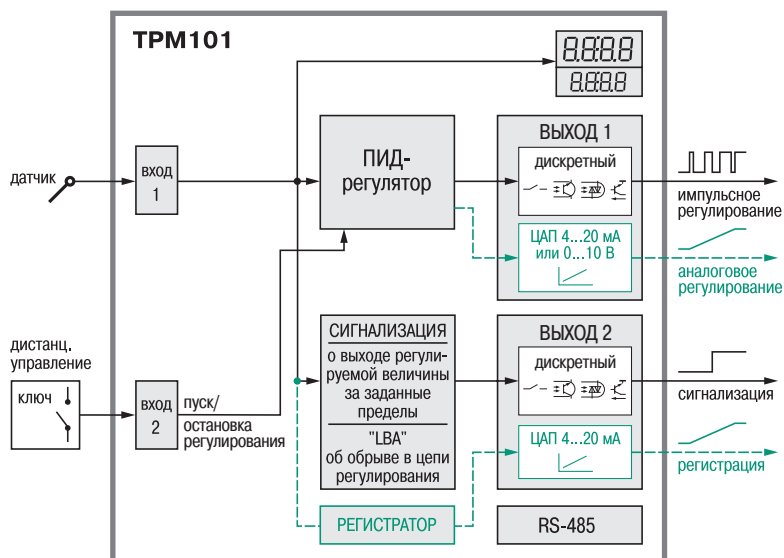 ТРМ101
8.8.8.8
8.8.8.8
датчик
вход
1
ПИД-
регулятор
ВЫХОД 1
дискретный
ЦАП 4...20 мА
или 0...10 В
импульсное
регулирование
аналоговое
регулирование
дистанц.
управление
ключ
вход
2
пуск/
остановка
регулирования
СИГНАЛИЗАЦИЯ
о выходе регули-
руемой величины
за заданные
пределы
"LBA"
об обрыве в цепи
регулирования
ВЫХОД 2
дискретный
ЦАП 4...20 мА
сигнализация
регистрация
РЕГИСТРАТОР
RS-485